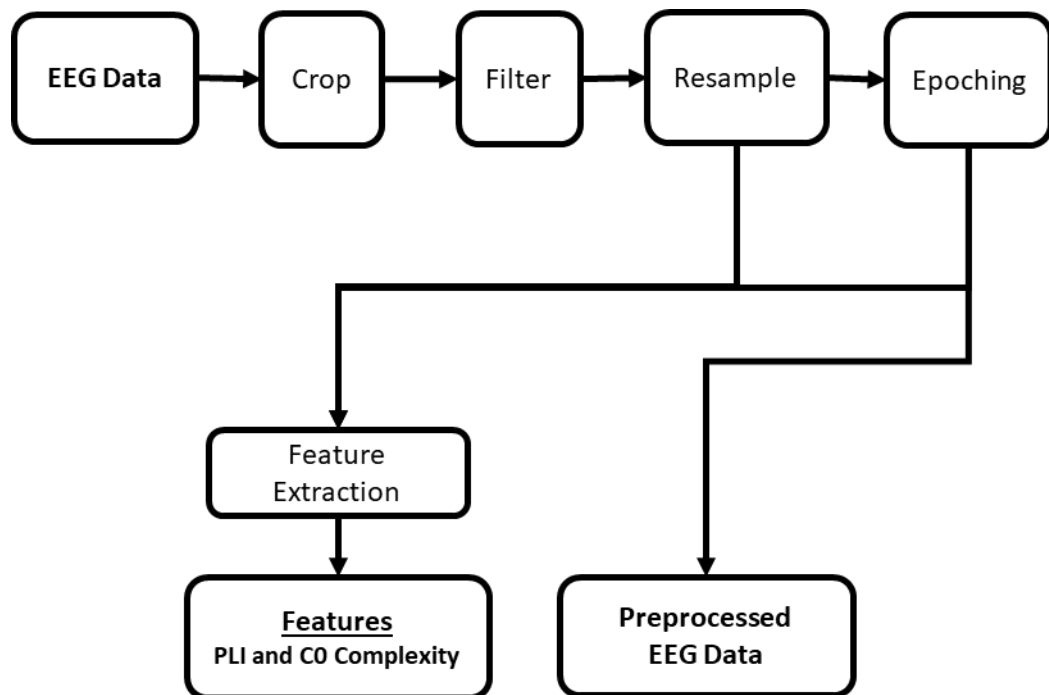 EEG Data
Crop
Filter
Resample
Epoching
Feature
Extraction
Features
PLI and C0 Complexity
Preprocessed
EEG Data